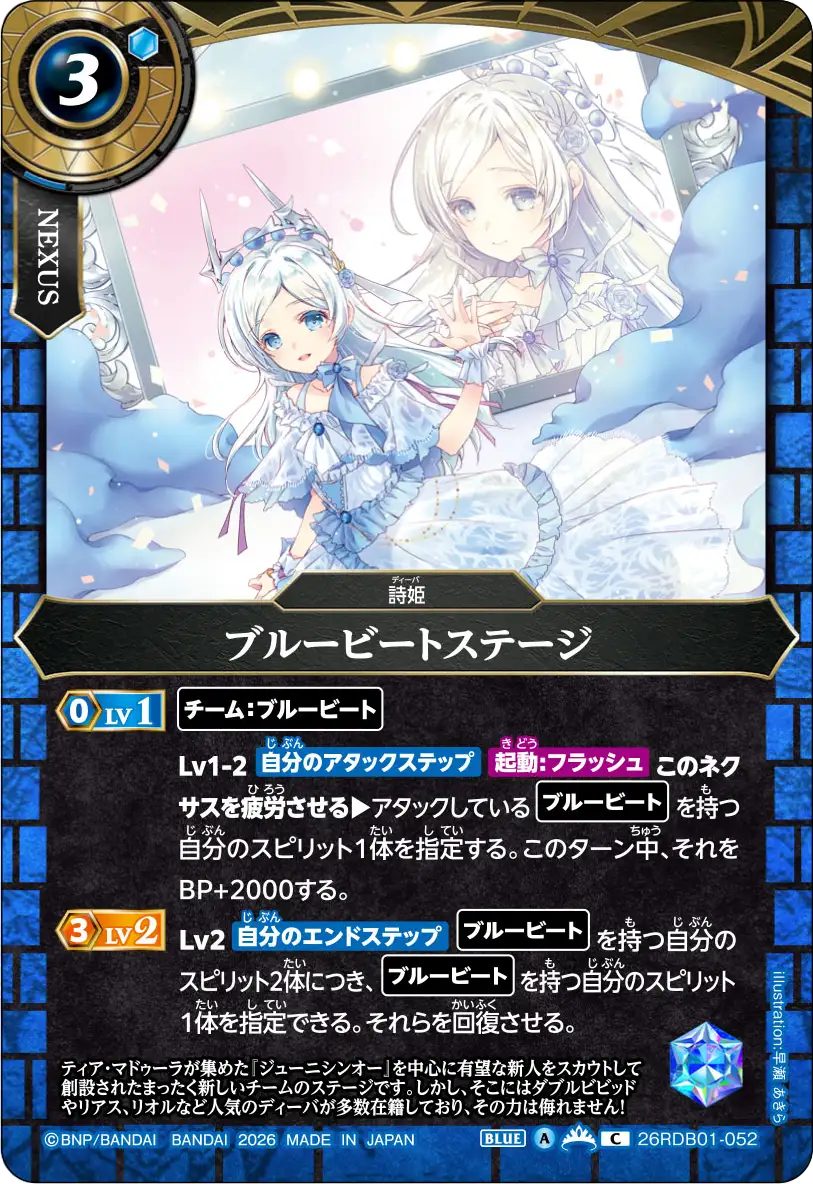 3
NEXUS
ディーバ
詩姫
ブルービートステージ
0 LV 1 チーム:ブルービート
じ ぶん き どう
Lv1-2 自分のアタックステップ 起動:フラッシュ このネク
ひ ろう も
サスを疲労させる▶アタックしている ブルービート を持つ
じ ぶん たい し てい ちゅう
自分のスピリット1体を指定する。このターン中、それを
BP+2000する。
じ ぶん も じ ぶん
3 LV 2 Lv2 自分のエンドステップ ブルービート を持つ自分の
たい も じ ぶん
スピリット2体につき、ブルービート を持つ自分のスピリット
たい し てい かいふく
1体を指定できる。それらを回復させる。
ティア・マドゥーラが集めた『ジューニシンオー』を中心に有望な新人をスカウトして
創設されたまったく新しいチームのステージです。しかし、そこにはダブルビビッド
やリアス、リオルなど人気のディーバが多数在籍しており、その力は侮れません!
illustration:早瀬 あきら
©BNP/BANDAI BANDAI 2026 MADE IN JAPAN BLUE A C 26RDB01-052